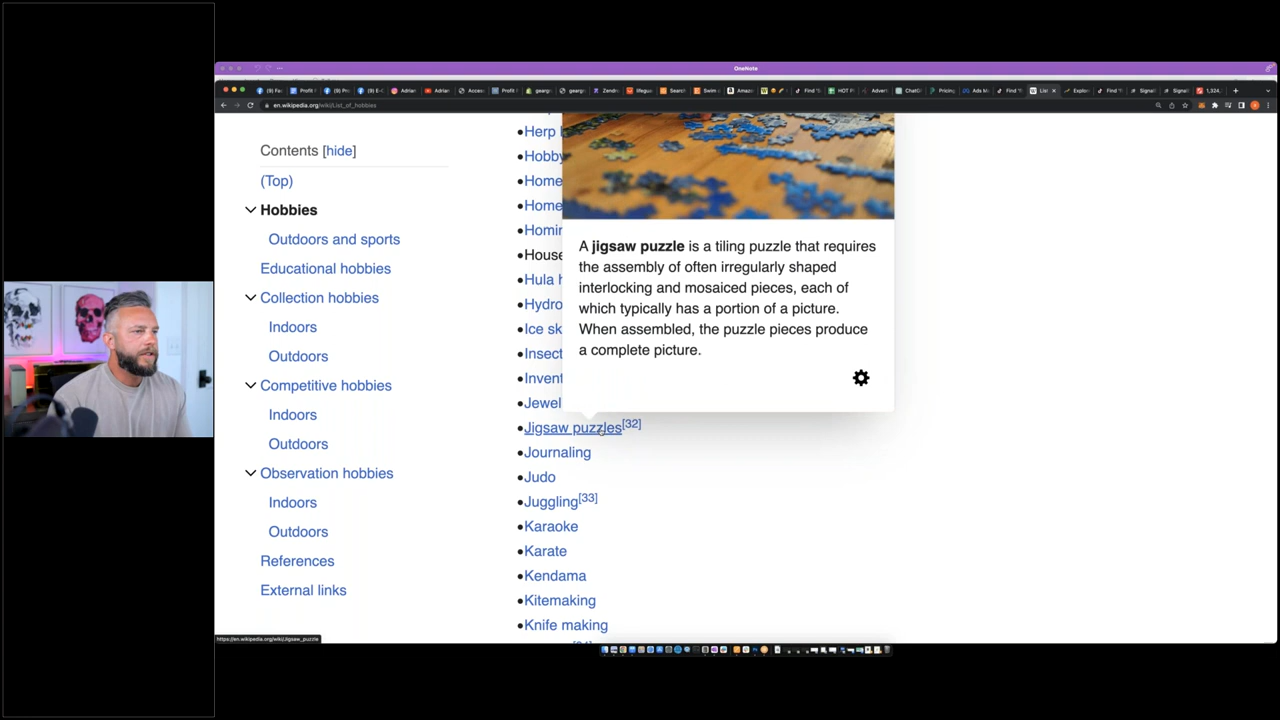 OneNote
en.wikipedia.org/wiki/List_of_hobbies
Contents [hide]
(Top)
Hobbies
Outdoors and sports
Educational hobbies
Collection hobbies
Indoors
Outdoors
Competitive hobbies
Indoors
Outdoors
Observation hobbies
Indoors
Outdoors
References
External links
•Herp
•Hobby
•Home
•Home
•Homi
•House
•Hula
•Hydro
•Ice sk
•Insect
•Invent
•Jewel
A jigsaw puzzle is a tiling puzzle that requires
the assembly of often irregularly shaped
interlocking and mosaiced pieces, each of
which typically has a portion of a picture.
When assembled, the puzzle pieces produce
a complete picture.
•Jigsaw puzzles[32]
•Journaling
•Judo
•Juggling[33]
•Karaoke
•Karate
•Kendama
•Kitemaking
•Knife making
https://en.wikipedia.org/wiki/Jigsaw_puzzle